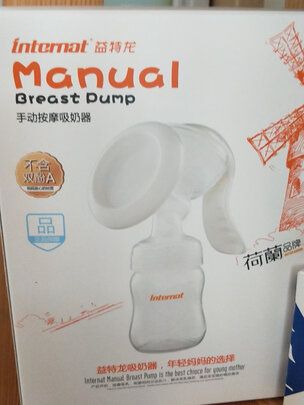 internat 益特龙
Manual
Breast Pump
手动按摩吸奶器
不含
双酚A
品
荷蘭品牌
internat
益特龙吸奶器，年轻妈妈的选择
Internat Manual Breast Pump is the best choice for young mother